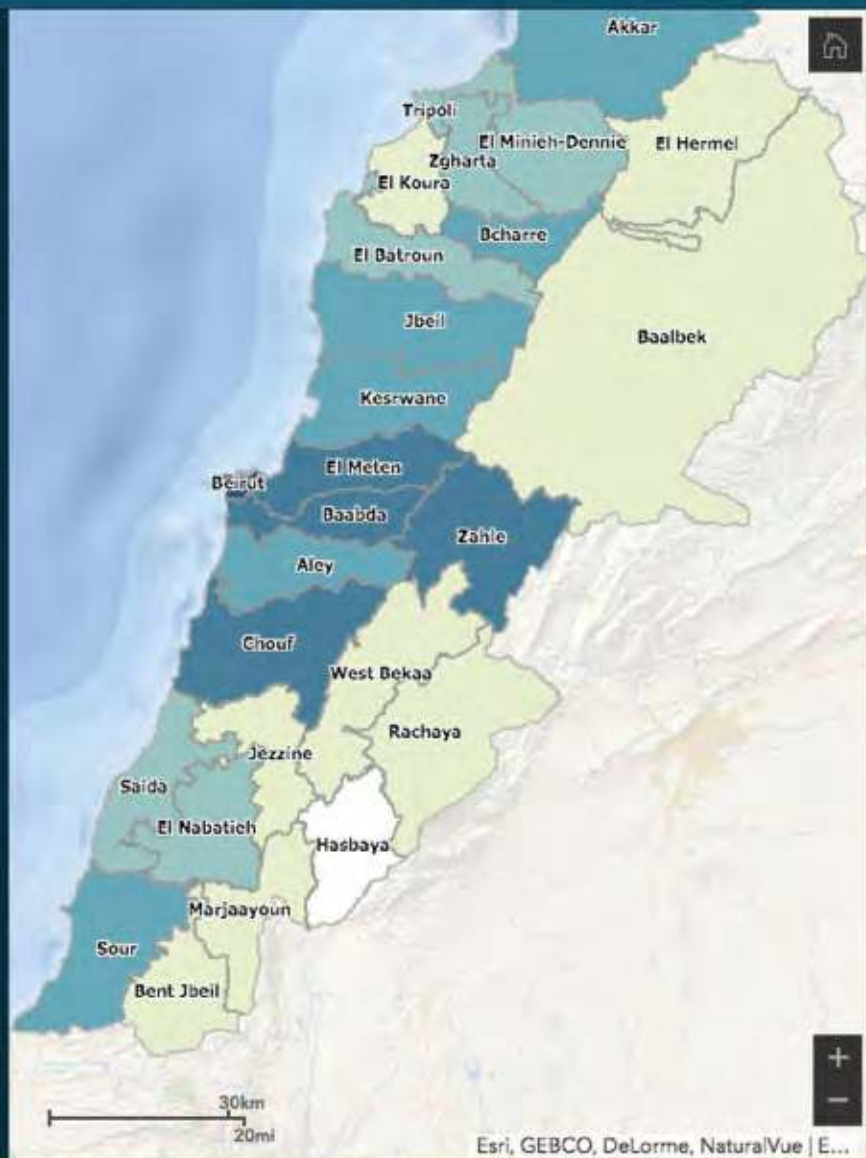 Akkar
Tripoli
El Minieh-Dennie
El Hermel
Zgharta
El Koura
Bcharre
El Batroun
Jbeil
Baalbek
Kesrwane
El Meten
Beirut
Baabda
Zahle
Aley
Chouf
West Bekaa
Rachaya
Jezzine
Saida
El Nabatieh
Hasbaya
Marjaayoun
Sour
Bent Jbeil
30km
20mi
+
−
Esri, GEBCO, DeLorme, NaturalVue | E...